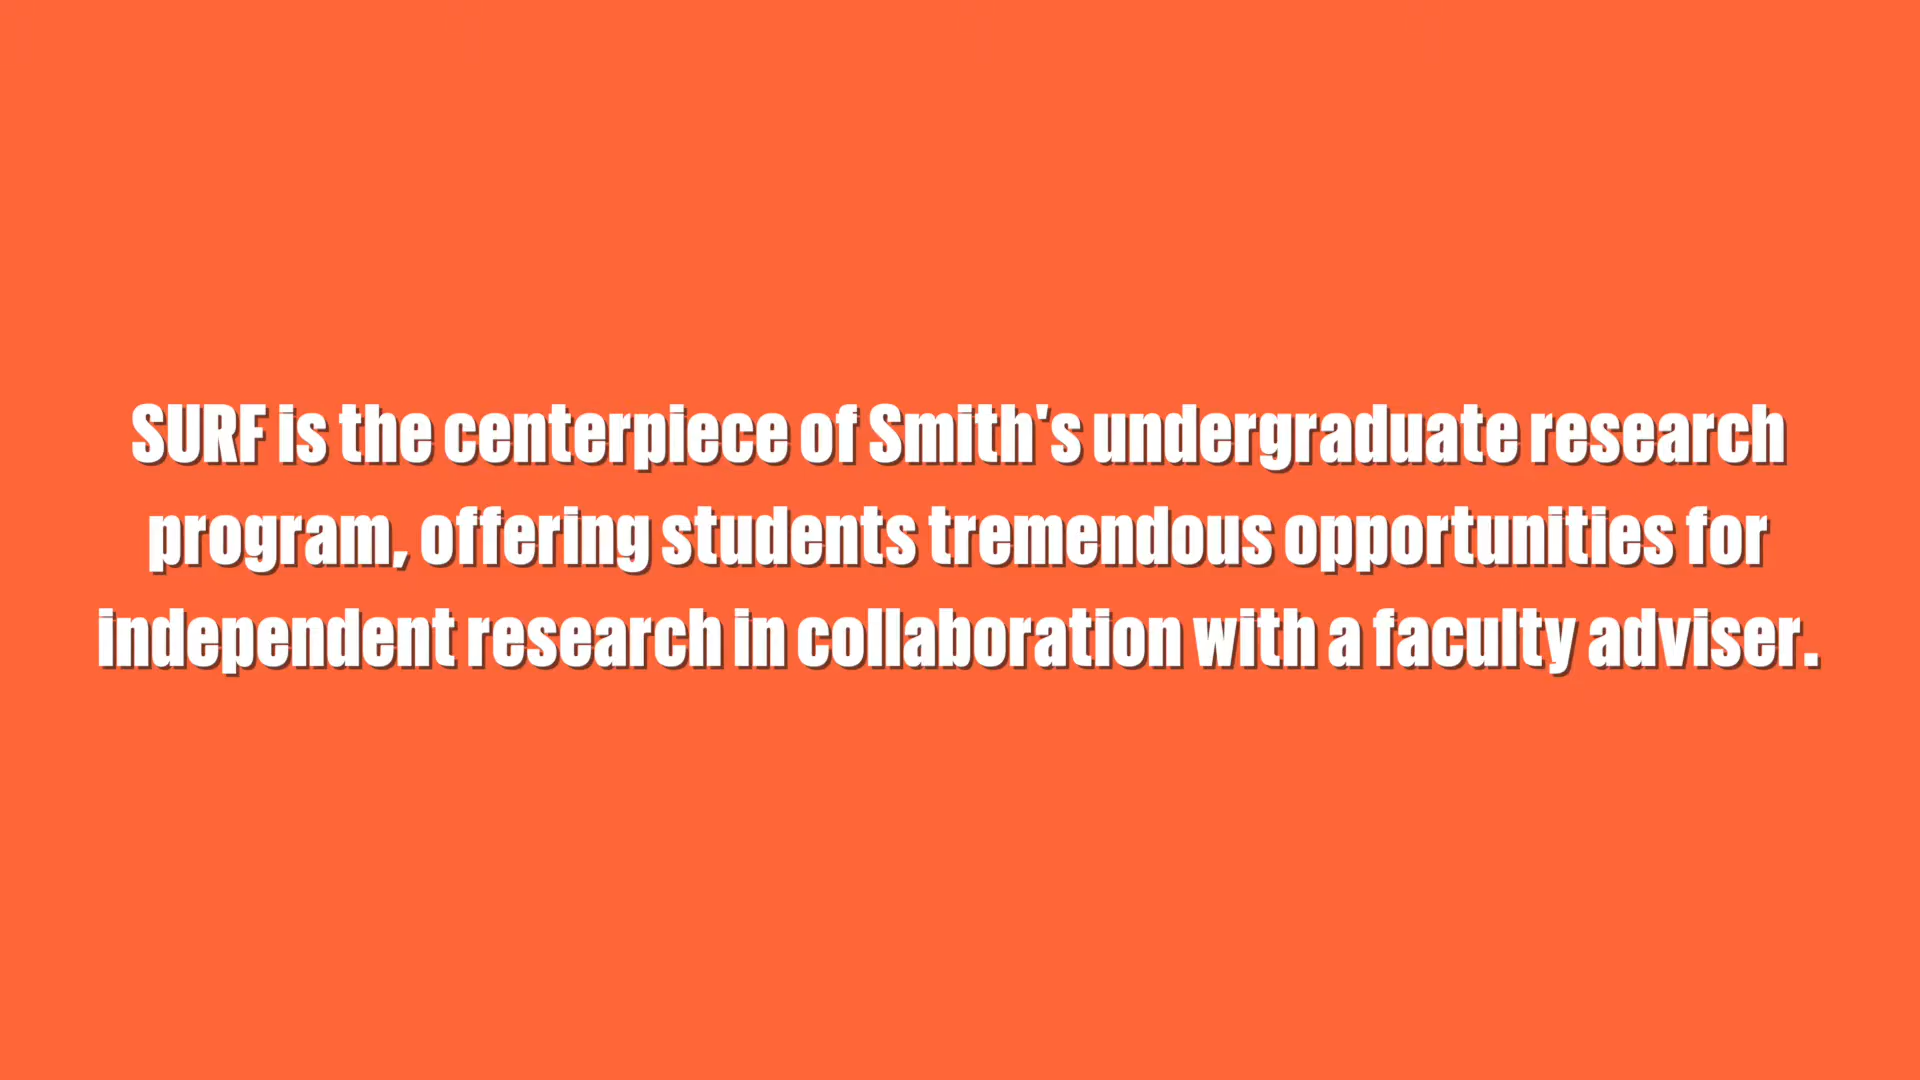 SURF is the centerpiece of Smith's undergraduate research
program, offering students tremendous opportunities for
independent research in collaboration with a faculty adviser.